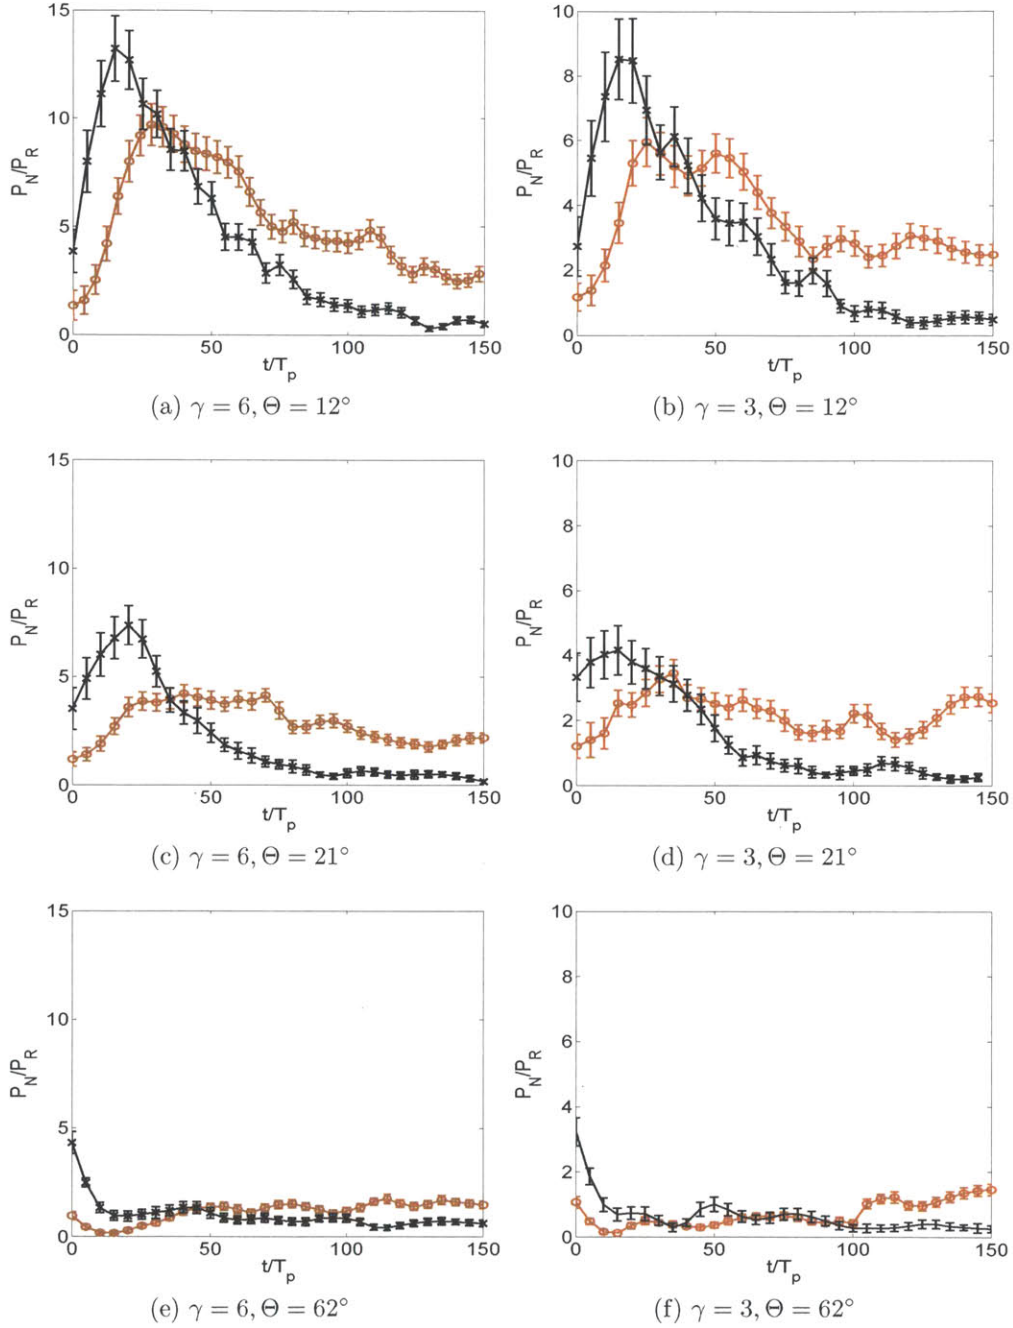 15
10
5
0
0 50 100 150
P_N/P_R
t/T_p
(a) γ = 6, Θ = 12°
10
8
6
4
2
0
0 50 100 150
P_N/P_R
t/T_p
(b) γ = 3, Θ = 12°
15
10
5
0
0 50 100 150
P_N/P_R
t/T_p
(c) γ = 6, Θ = 21°
10
8
6
4
2
0
0 50 100 150
P_N/P_R
t/T_p
(d) γ = 3, Θ = 21°
15
10
5
0
0 50 100 150
P_N/P_R
t/T_p
(e) γ = 6, Θ = 62°
10
8
6
4
2
0
0 50 100 150
P_N/P_R
t/T_p
(f) γ = 3, Θ = 62°